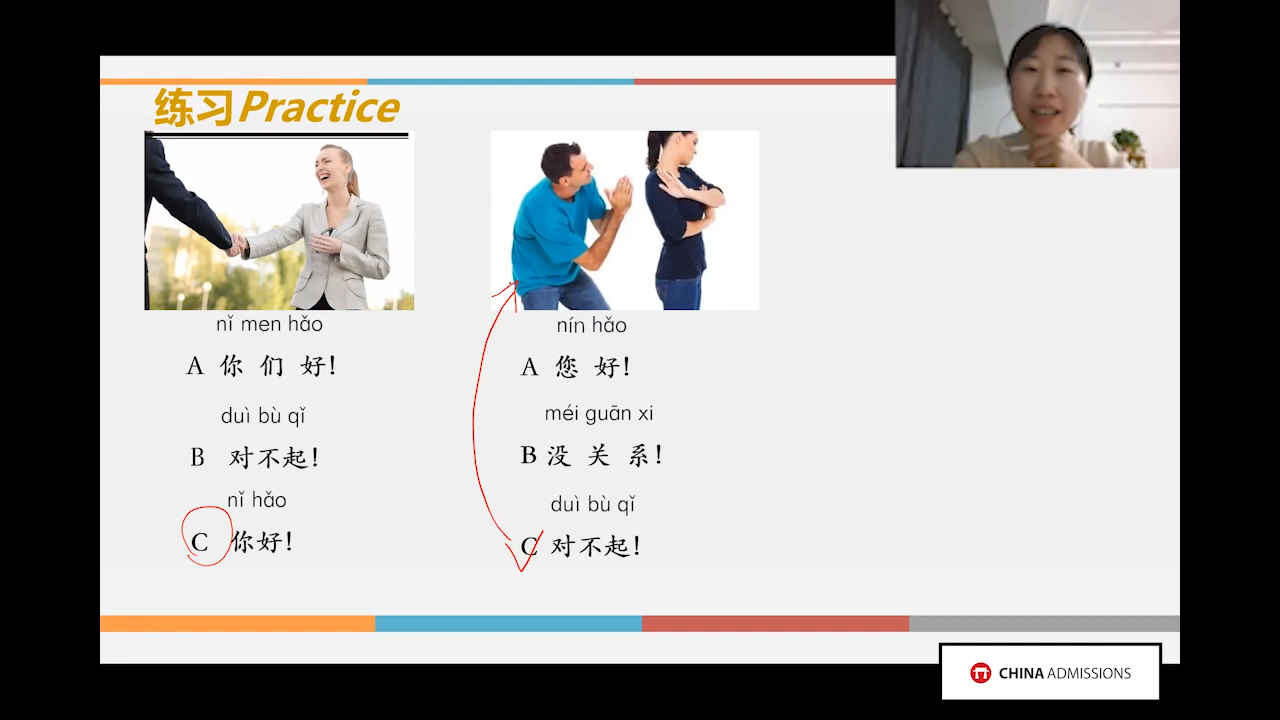 练习Practice
nǐ men hǎo
A 你 们 好!
duì bù qǐ
B 对不起!
nǐ hǎo
C 你好!
nín hǎo
A 您 好!
méi guān xi
B 没 关 系!
duì bù qǐ
C 对不起!
CHINA ADMISSIONS